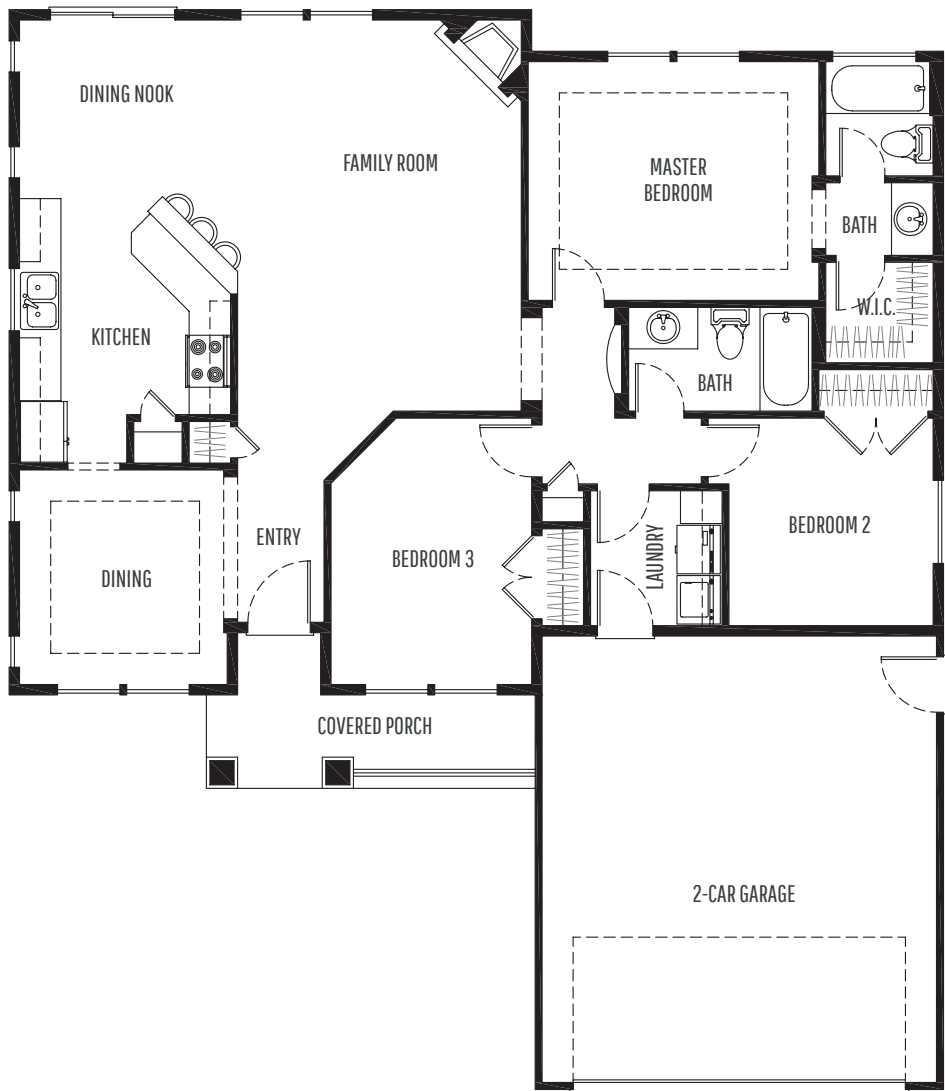 DINING NOOK
FAMILY ROOM
MASTER
BEDROOM
BATH
W.I.C.
KITCHEN
BATH
BEDROOM 2
ENTRY
BEDROOM 3
LAUNDRY
DINING
COVERED PORCH
2-CAR GARAGE